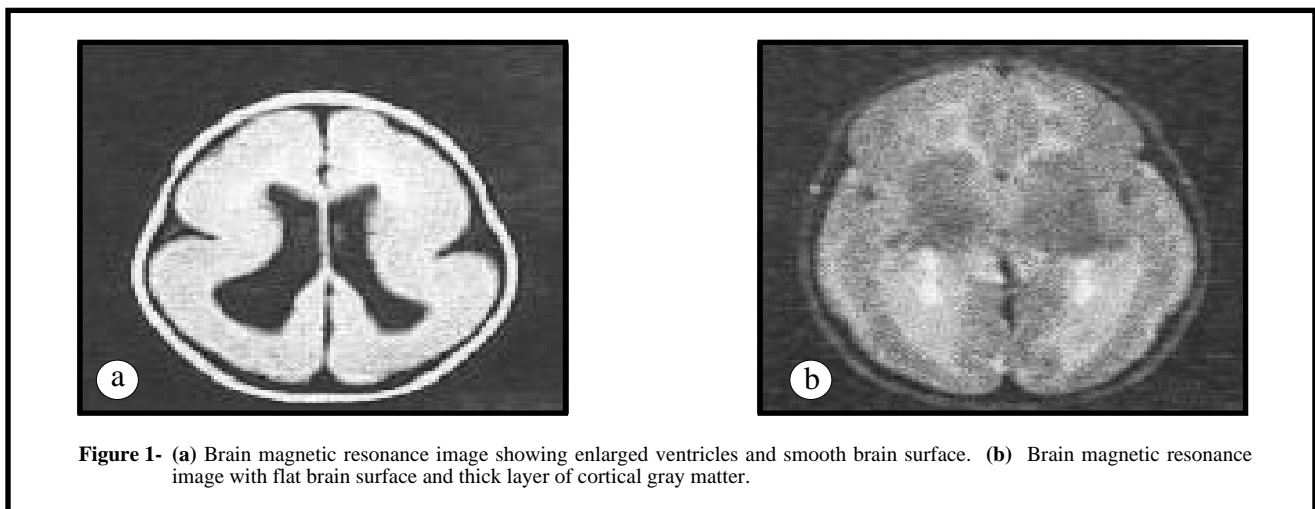 a
b
Figure 1- (a) Brain magnetic resonance image showing enlarged ventricles and smooth brain surface. (b) Brain magnetic resonance
image with flat brain surface and thick layer of cortical gray matter.